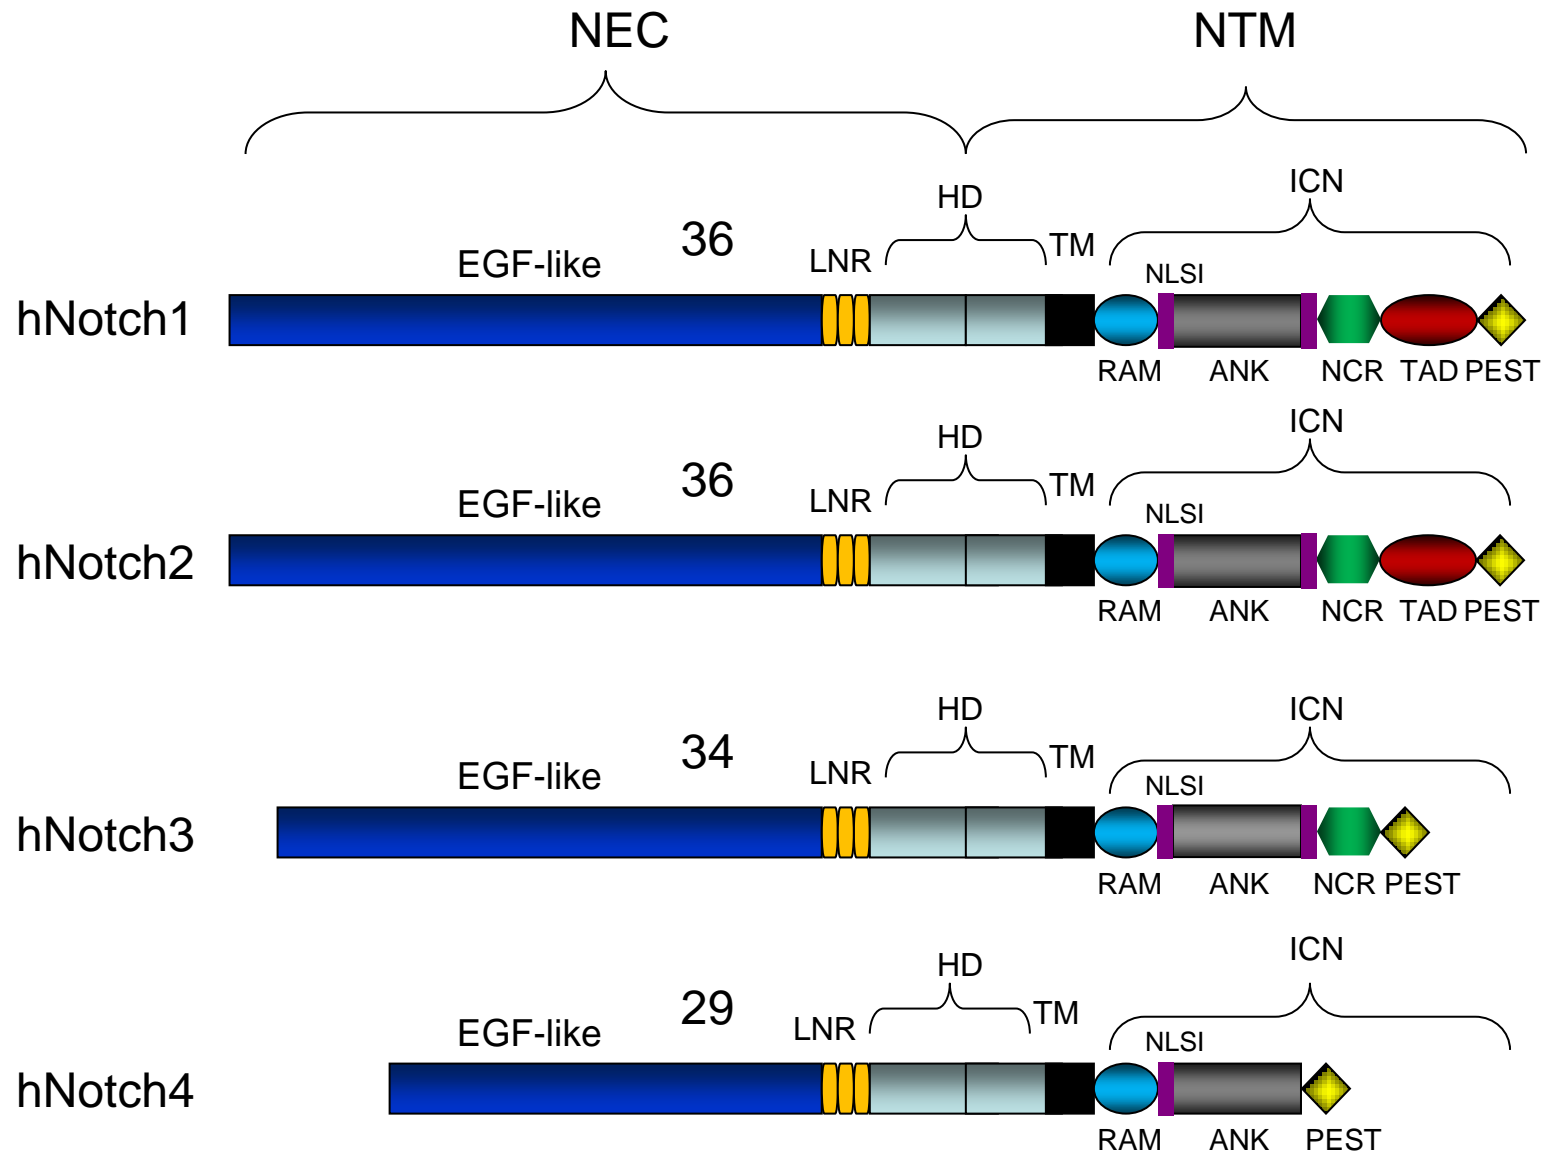 NEC
NTM
HD
ICN
EGF-like
36
LNR
TM
NLSI
hNotch1
RAM
ANK
NCR
TAD
PEST
HD
ICN
EGF-like
36
LNR
TM
NLSI
hNotch2
RAM
ANK
NCR
TAD
PEST
HD
ICN
EGF-like
34
LNR
TM
NLSI
hNotch3
RAM
ANK
NCR
PEST
HD
ICN
EGF-like
29
LNR
TM
NLSI
hNotch4
RAM
ANK
PEST